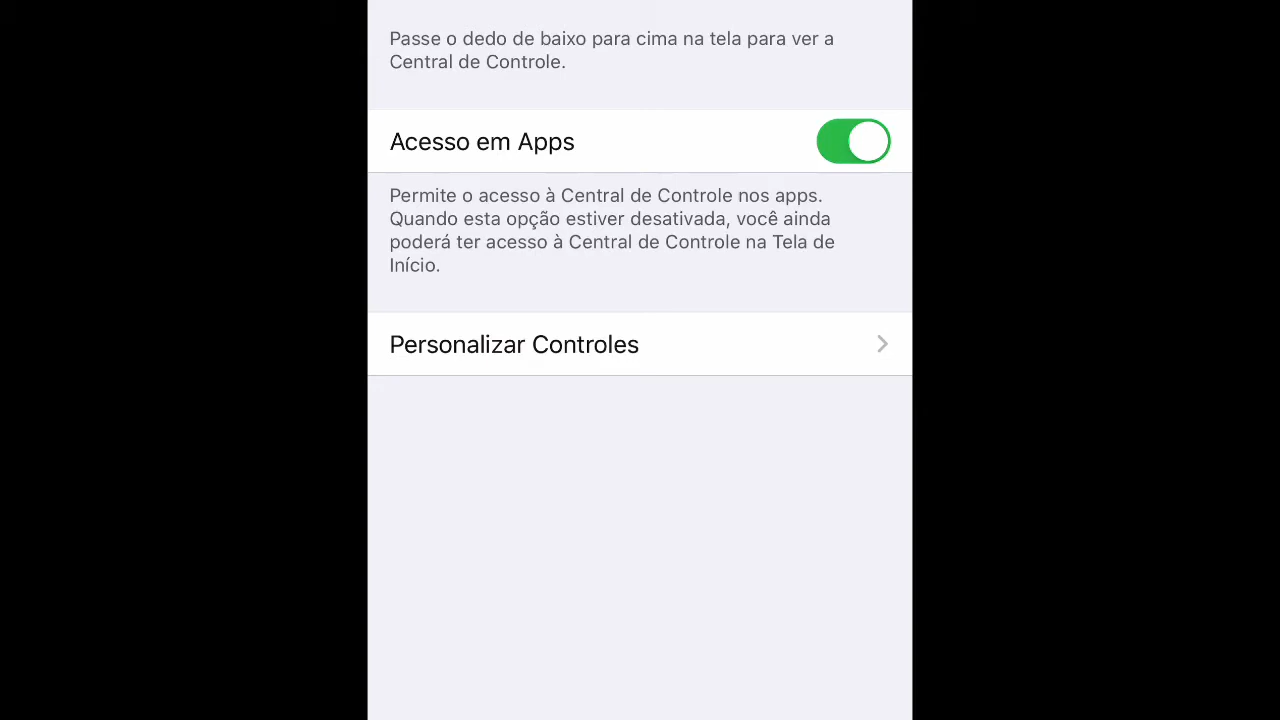 Passe o dedo de baixo para cima na tela para ver a
Central de Controle.
Acesso em Apps
Permite o acesso à Central de Controle nos apps.
Quando esta opção estiver desativada, você ainda
poderá ter acesso à Central de Controle na Tela de
Início.
Personalizar Controles